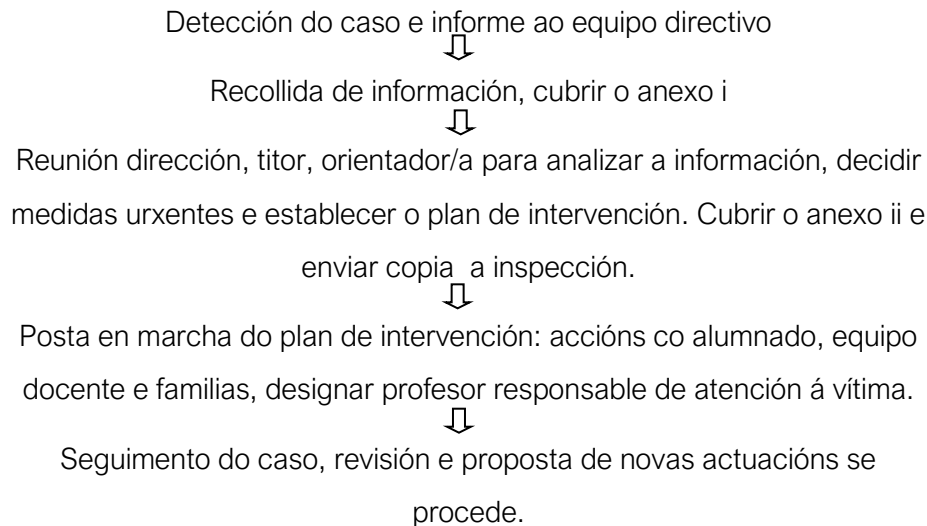 Detección do caso e informe ao equipo directivo
Recollida de información, cubrir o anexo i
Reunión dirección, titor, orientador/a para analizar a información, decidir
medidas urxentes e establecer o plan de intervención. Cubrir o anexo ii e
enviar copia a inspección.
Posta en marcha do plan de intervención: accións co alumnado, equipo
docente e familias, designar profesor responsable de atención á vítima.
Seguimento do caso, revisión e proposta de novas actuacións se
procede.